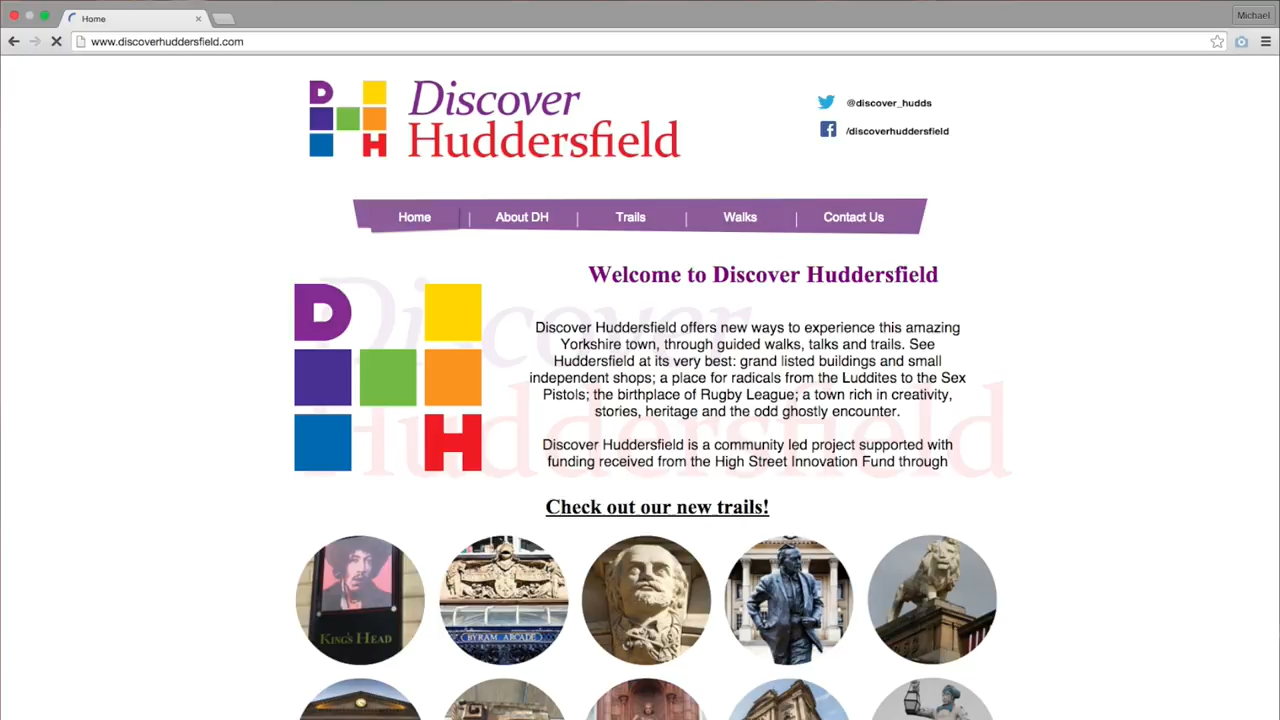 Home
Michael
www.discoverhuddersfield.com
D
H
Discover
Huddersfield
@discover_hudds
/discoverhuddersfield
Home | About DH | Trails | Walks | Contact Us
Discover
Huddersfield
D
H
Welcome to Discover Huddersfield
Discover Huddersfield offers new ways to experience this amazing
Yorkshire town, through guided walks, talks and trails. See
Huddersfield at its very best: grand listed buildings and small
independent shops; a place for radicals from the Luddites to the Sex
Pistols; the birthplace of Rugby League; a town rich in creativity,
stories, heritage and the odd ghostly encounter.
Discover Huddersfield is a community led project supported with
funding received from the High Street Innovation Fund through
Check out our new trails!
KING'S HEAD
BYRAM ARCADE